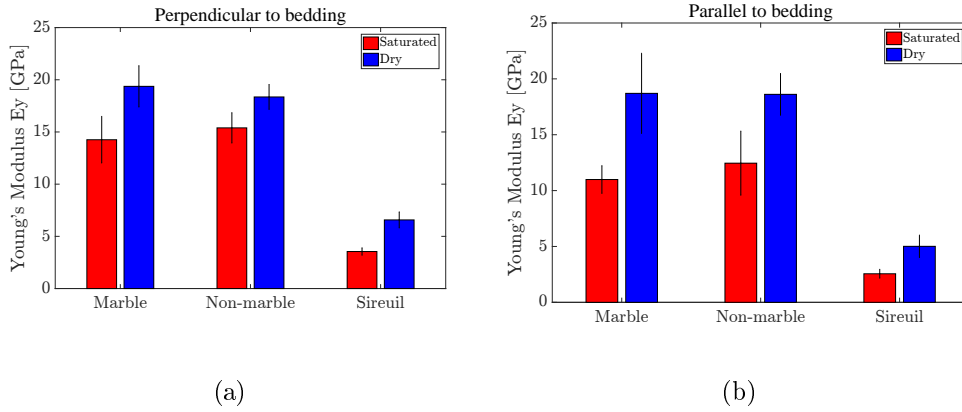 Perpendicular to bedding
25
20
15
10
5
0
Young's Modulus Ey [GPa]
Saturated
Dry
Marble Non-marble Sireuil
(a)
Parallel to bedding
25
20
15
10
5
0
Young's Modulus Ey [GPa]
Saturated
Dry
Marble Non-marble Sireuil
(b)